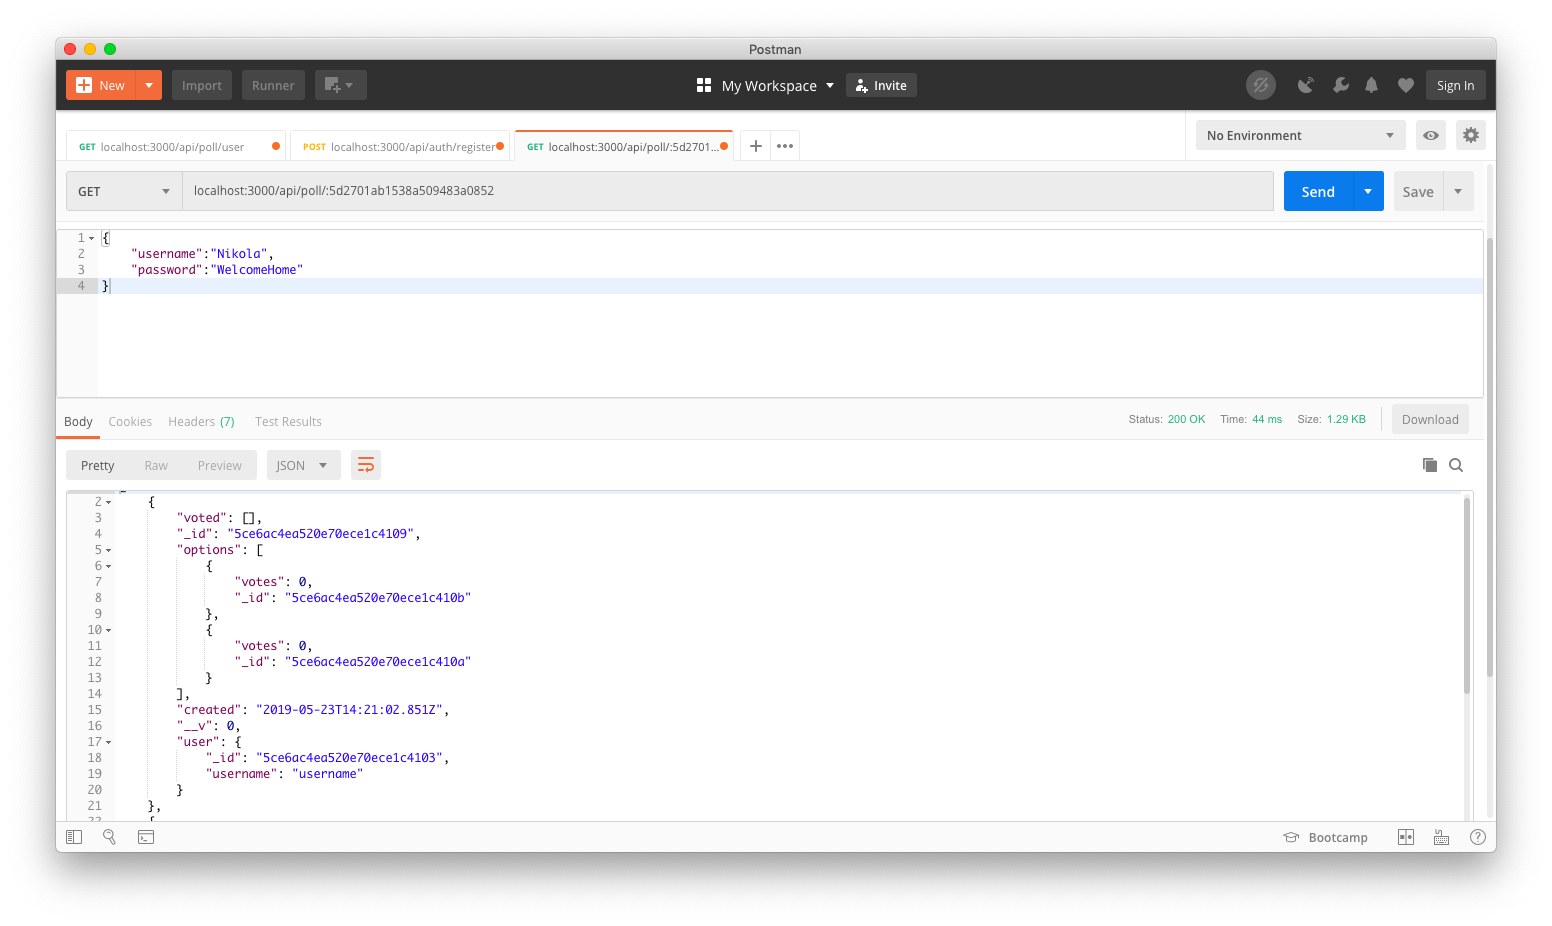 Postman
New Import Runner My Workspace Invite Sign In
GET localhost:3000/api/poll/user POST localhost:3000/api/auth/register GET localhost:3000/api/poll/:5d2701... + ••• No Environment
GET localhost:3000/api/poll/:5d2701ab1538a509483a0852 Send Save
1 {
2 "username":"Nikola",
3 "password":"WelcomeHome"
4 }
Body Cookies Headers (7) Test Results Status: 200 OK Time: 44 ms Size: 1.29 KB Download
Pretty Raw Preview JSON
2 {
3 "voted": [],
4 "_id": "5ce6ac4ea520e70ece1c4109",
5 "options": [
6 {
7 "votes": 0,
8 "_id": "5ce6ac4ea520e70ece1c410b"
9 },
10 {
11 "votes": 0,
12 "_id": "5ce6ac4ea520e70ece1c410a"
13 }
14 ],
15 "created": "2019-05-23T14:21:02.851Z",
16 "__v": 0,
17 "user": {
18 "_id": "5ce6ac4ea520e70ece1c4103",
19 "username": "username"
20 }
21 },
22 {
Bootcamp